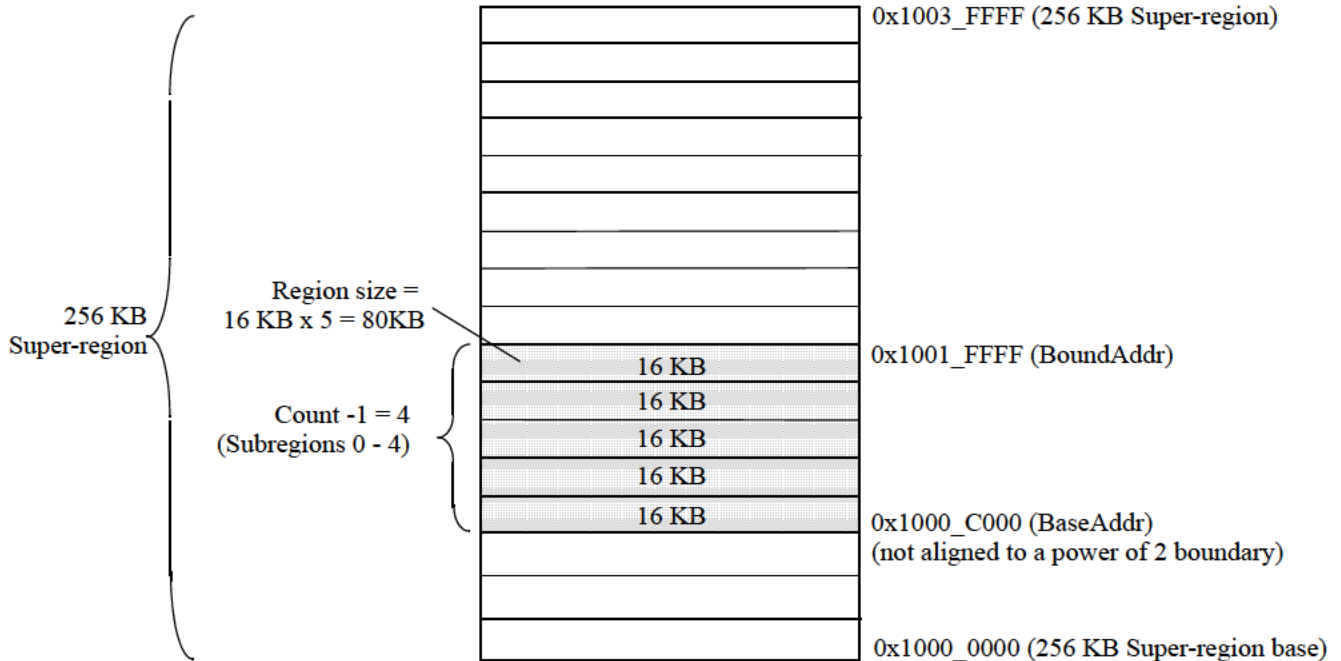 0x1003_FFFF (256 KB Super-region)
Region size =
16 KB x 5 = 80KB
256 KB
Super-region
0x1001_FFFF (BoundAddr)
16 KB
16 KB
Count -1 = 4
(Subregions 0 - 4)
16 KB
16 KB
16 KB
0x1000_C000 (BaseAddr)
(not aligned to a power of 2 boundary)
0x1000_0000 (256 KB Super-region base)